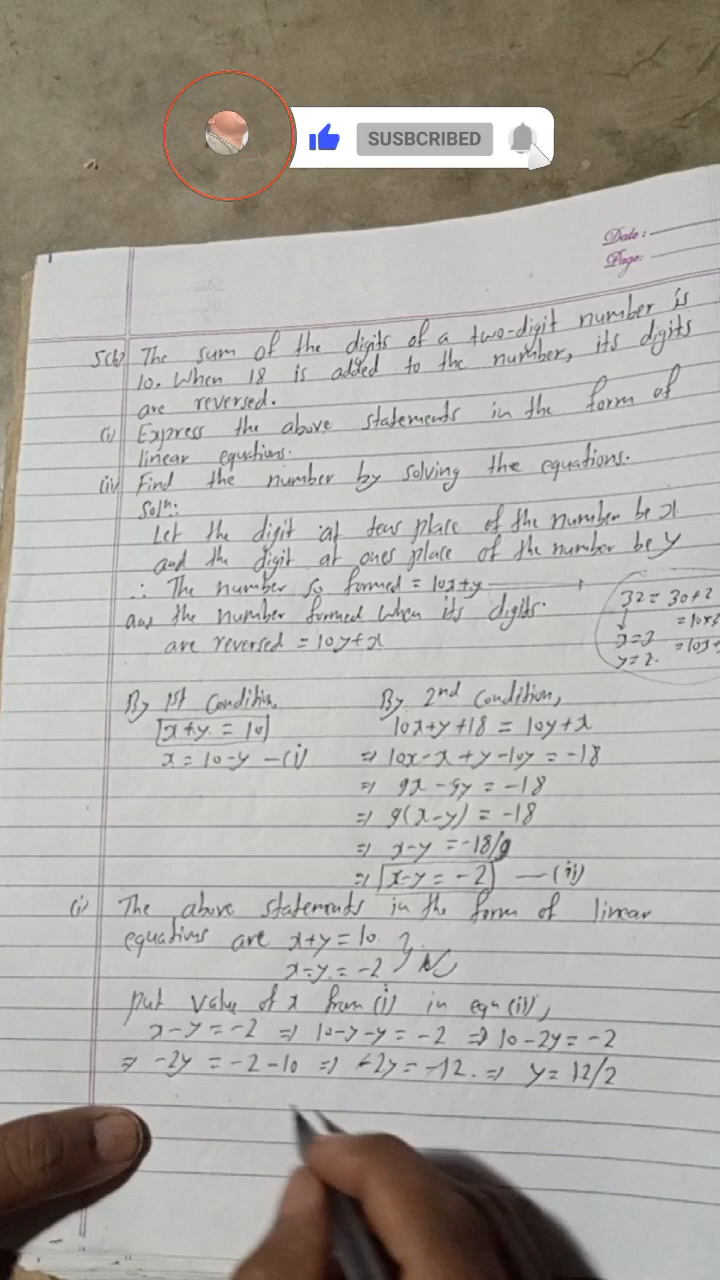 SUSBCRIBED
Date:
Page:
5(b) The sum of the digits of a two-digit number is
10. When 18 is added to the number, its digits
are reversed.
(i) Express the above statements in the form of
linear equations.
(ii) Find the number by solving the equations.
Solⁿ:
Let the digit at tens place of the number be x
and the digit at ones place of the number be y
∴ The number so formed = 10x+y
and the number formed when its digits.
are reversed = 10y+x
32 = 30+2
x=3
y=2.
By 1st Condition,
x+y = 10
x = 10-y - (i)
By 2nd Condition,
10x+y+18 = 10y+x
⇒ 10x-x+y-10y = -18
⇒ 9x-9y = -18
⇒ 9(x-y) = -18
⇒ x-y = -18/9
⇒ x-y = -2 - (ii)
(i) The above statements in the form of linear
equations are x+y=10
x-y = -2
put value of x from (i) in eqn (ii),
x-y=-2 ⇒ 10-y-y = -2 ⇒ 10-2y = -2
⇒ -2y = -2-10 ⇒ -2y = -12. ⇒ y = 12/2